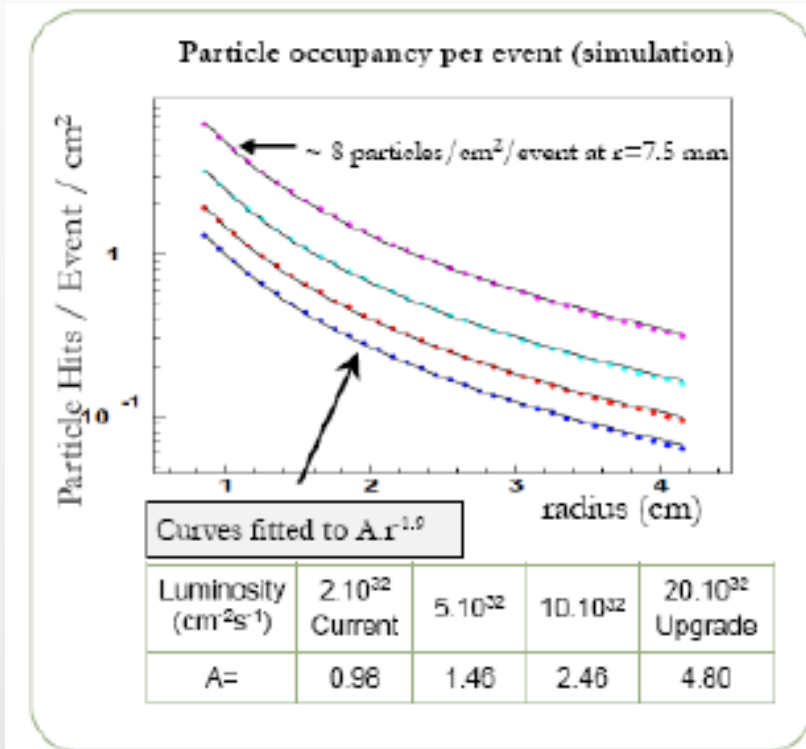 Particle occupancy per event (simulation)
Particle Hits / Event / cm²
~ 8 particles/cm²/event at r=7.5 mm
1
10 -1
1 2 3 4
radius (cm)
Curves fitted to A.r-1.9
Luminosity (cm-2s-1) 2.10³² Current 5.10³² 10.10³² 20.10³² Upgrade
A= 0.98 1.46 2.46 4.80